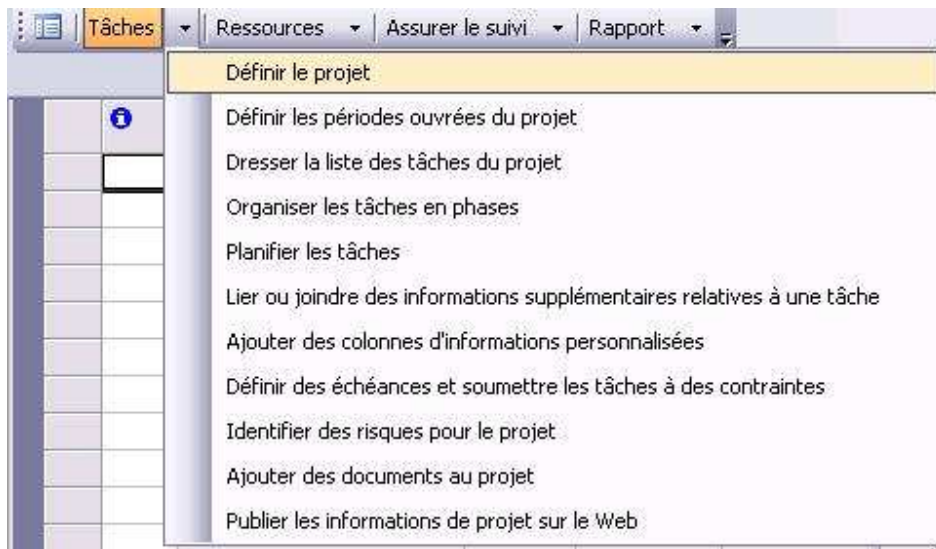 Tâches Ressources Assurer le suivi Rapport
Définir le projet
Définir les périodes ouvrées du projet
Dresser la liste des tâches du projet
Organiser les tâches en phases
Planifier les tâches
Lier ou joindre des informations supplémentaires relatives à une tâche
Ajouter des colonnes d'informations personnalisées
Définir des échéances et soumettre les tâches à des contraintes
Identifier des risques pour le projet
Ajouter des documents au projet
Publier les informations de projet sur le Web